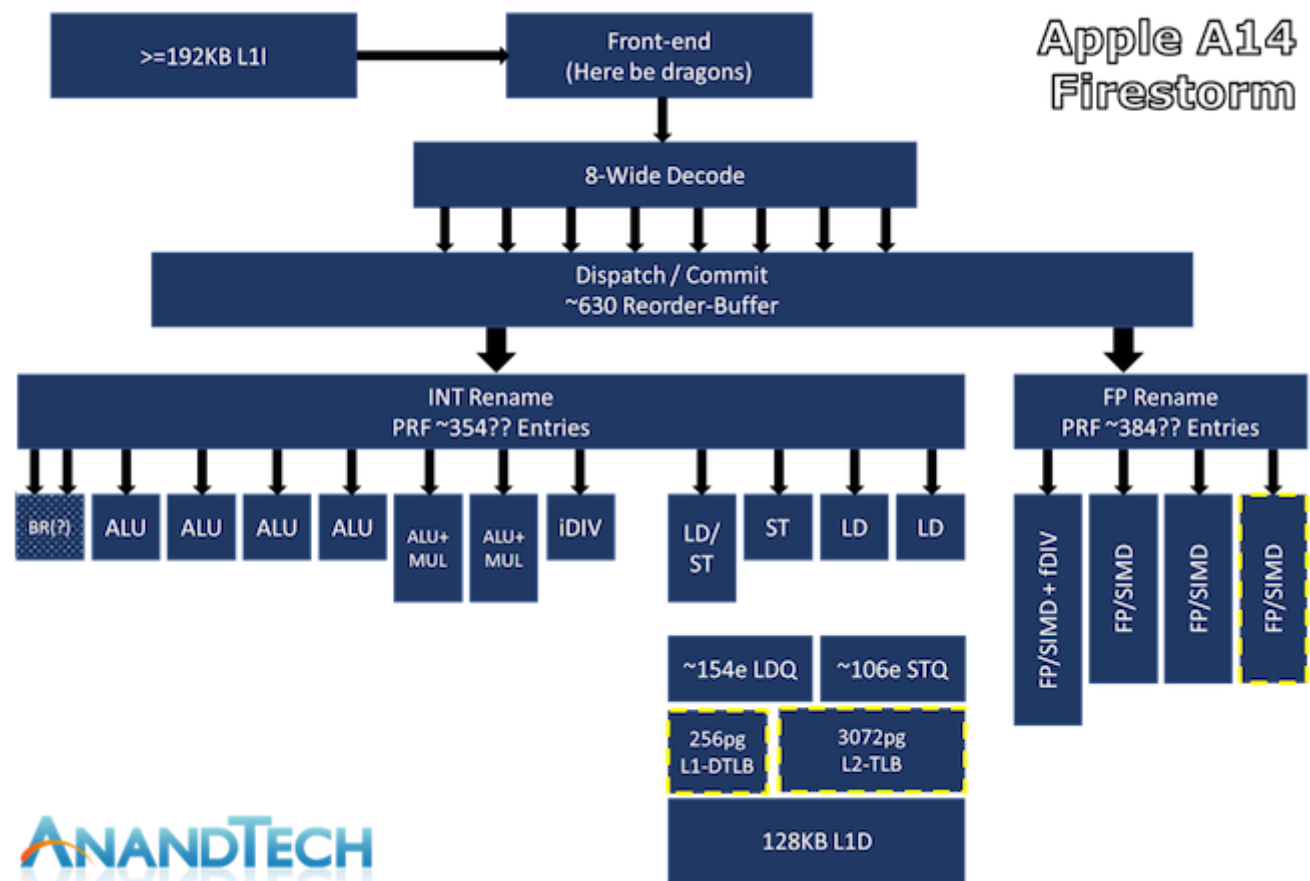 Apple A14
Firestorm
>=192KB L1I
Front-end
(Here be dragons)
8-Wide Decode
Dispatch / Commit
~630 Reorder-Buffer
INT Rename
PRF ~354?? Entries
FP Rename
PRF ~384?? Entries
BR(?)
ALU
ALU
ALU
ALU
ALU+
MUL
ALU+
MUL
iDIV
LD/
ST
ST
LD
LD
FP/SIMD + fDIV
FP/SIMD
FP/SIMD
FP/SIMD
~154e LDQ
~106e STQ
256pg
L1-DTLB
3072pg
L2-TLB
128KB L1D
ANANDTECH